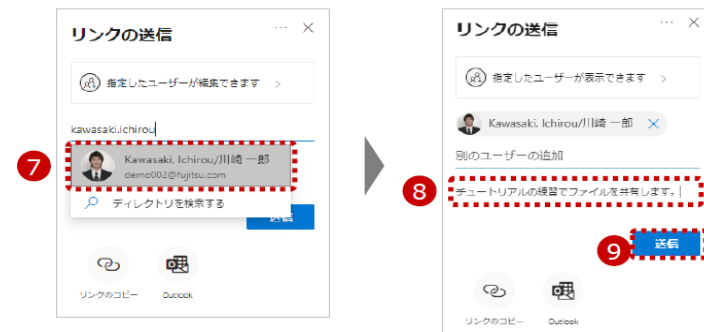 リンクの送信
指定したユーザーが編集できます
kawasaki.ichirou
7
Kawasaki, Ichirou/川崎 一郎
demo002@fujitsu.com
ディレクトリを検索する
送信
リンクのコピー
Outlook
リンクの送信
指定したユーザーが表示できます
Kawasaki, Ichirou/川崎 一郎
別のユーザーの追加
8
チュートリアルの練習でファイルを共有します。
9
送信
リンクのコピー
Outlook